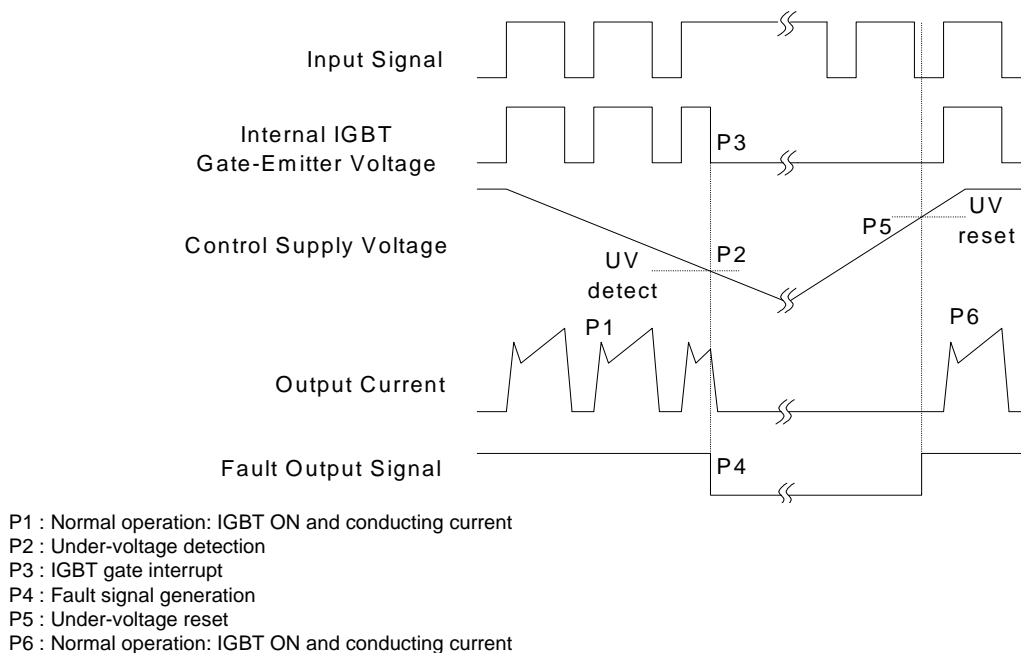 Input Signal
Internal IGBT
Gate-Emitter Voltage
P3
Control Supply Voltage
P2
UV
detect
P5
UV
reset
P1
P6
Output Current
Fault Output Signal
P4
P1 : Normal operation: IGBT ON and conducting current
P2 : Under-voltage detection
P3 : IGBT gate interrupt
P4 : Fault signal generation
P5 : Under-voltage reset
P6 : Normal operation: IGBT ON and conducting current